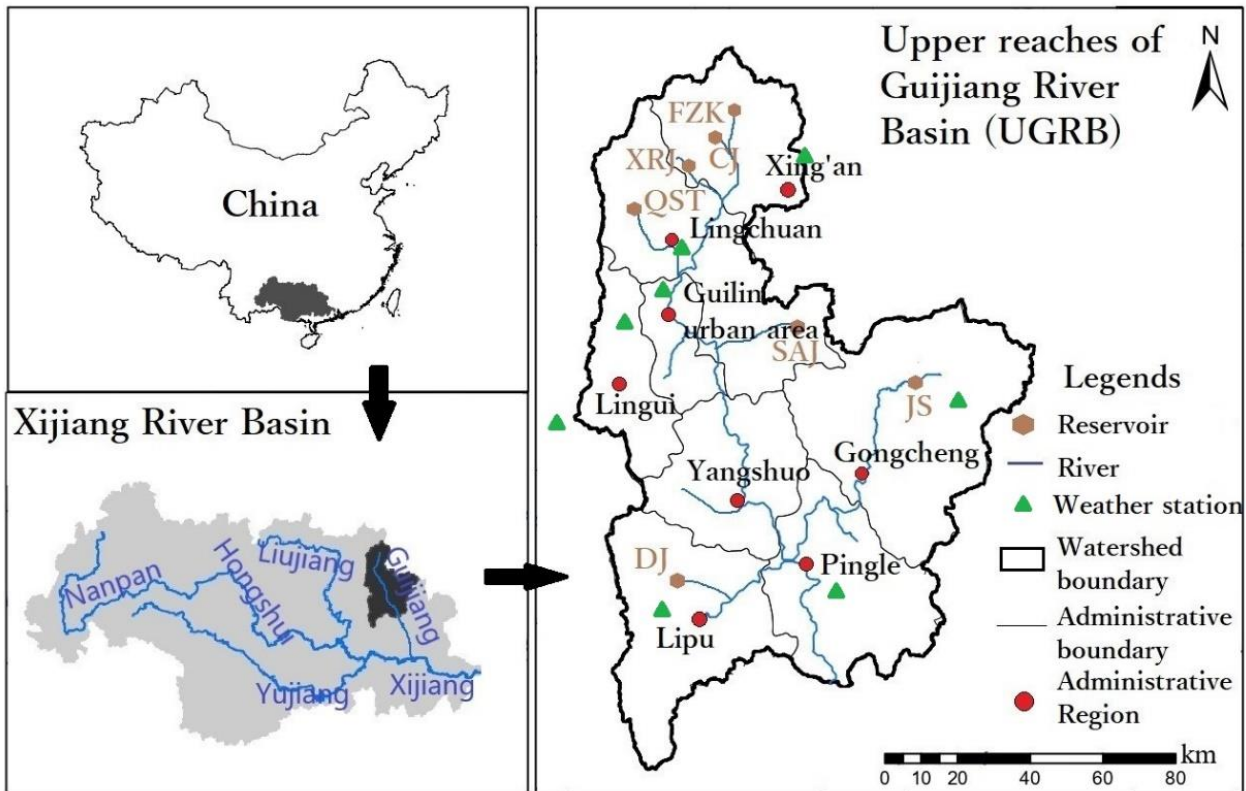 China
Xijiang River Basin
Nanpan
Hongshui
Liujiang
Guijiang
Yujiang
Xijiang
Upper reaches of
Guijiang River
Basin (UGRB)
N
FZK
CJ
XRJ
Xing'an
QST
Lingchuan
Guilin
urban area
SAJ
Lingui
JS
Gongcheng
Yangshuo
DJ
Pingle
Lipu
Legends
Reservoir
River
Weather station
Watershed
boundary
Administrative
boundary
Administrative
Region
km
0 10 20 40 60 80